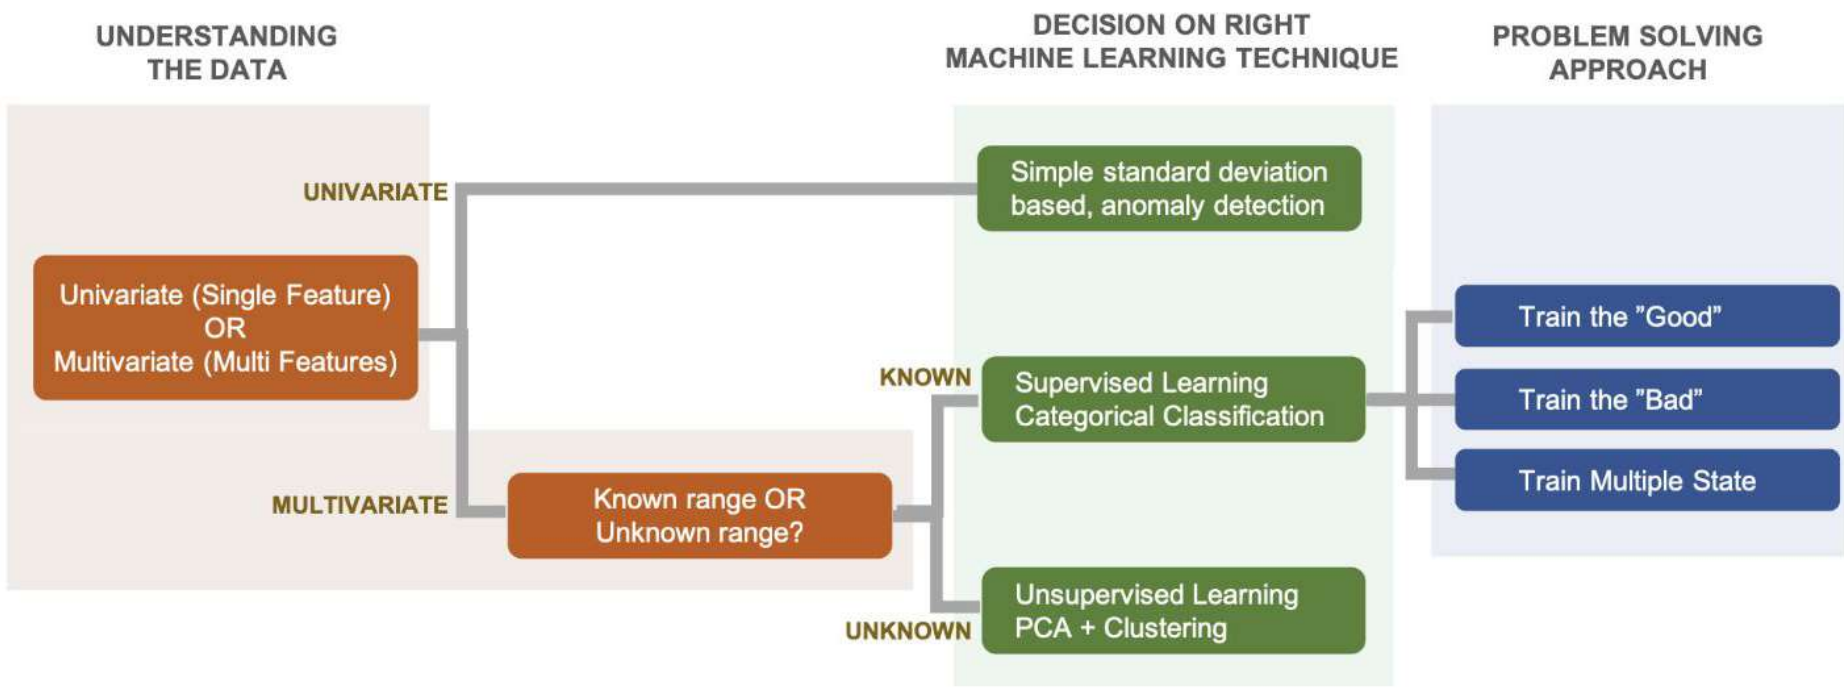 UNDERSTANDING
THE DATA
DECISION ON RIGHT
MACHINE LEARNING TECHNIQUE
PROBLEM SOLVING
APPROACH
UNIVARIATE
Simple standard deviation
based, anomaly detection
Univariate (Single Feature)
OR
Multivariate (Multi Features)
Train the ”Good”
KNOWN
Supervised Learning
Categorical Classification
Train the ”Bad”
Train Multiple State
MULTIVARIATE
Known range OR
Unknown range?
Unsupervised Learning
PCA + Clustering
UNKNOWN